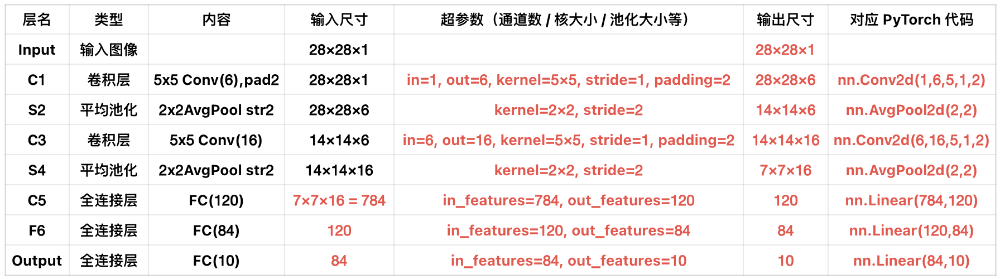 层名 类型 内容 输入尺寸 超参数（通道数 / 核大小 / 池化大小等） 输出尺寸 对应 PyTorch 代码
Input 输入图像 28×28×1 28×28×1
C1 卷积层 5x5 Conv(6),pad2 28×28×1 in=1, out=6, kernel=5×5, stride=1, padding=2 28×28×6 nn.Conv2d(1,6,5,1,2)
S2 平均池化 2x2AvgPool str2 28×28×6 kernel=2×2, stride=2 14×14×6 nn.AvgPool2d(2,2)
C3 卷积层 5x5 Conv(16) 14×14×6 in=6, out=16, kernel=5×5, stride=1, padding=2 14×14×16 nn.Conv2d(6,16,5,1,2)
S4 平均池化 2x2AvgPool str2 14×14×16 kernel=2×2, stride=2 7×7×16 nn.AvgPool2d(2,2)
C5 全连接层 FC(120) 7×7×16 = 784 in_features=784, out_features=120 120 nn.Linear(784,120)
F6 全连接层 FC(84) 120 in_features=120, out_features=84 84 nn.Linear(120,84)
Output 全连接层 FC(10) 84 in_features=84, out_features=10 10 nn.Linear(84,10)